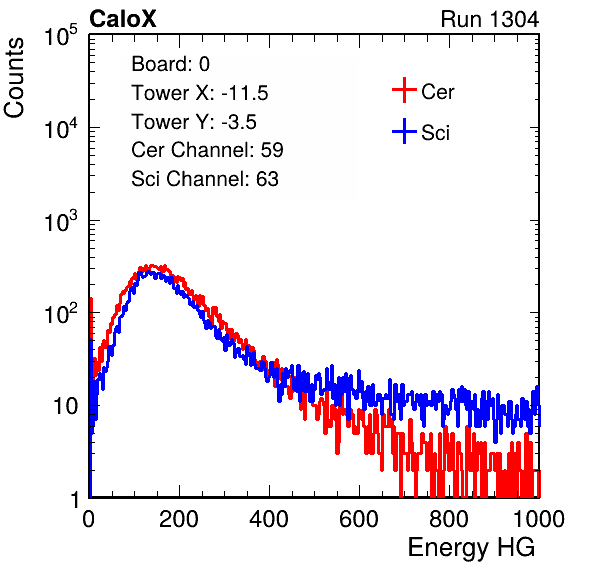 CaloX Run 1304
Counts
10^5
10^4
10^3
10^2
10
1
Board: 0
Tower X: -11.5
Tower Y: -3.5
Cer Channel: 59
Sci Channel: 63
Cer
Sci
0 200 400 600 800 1000
Energy HG